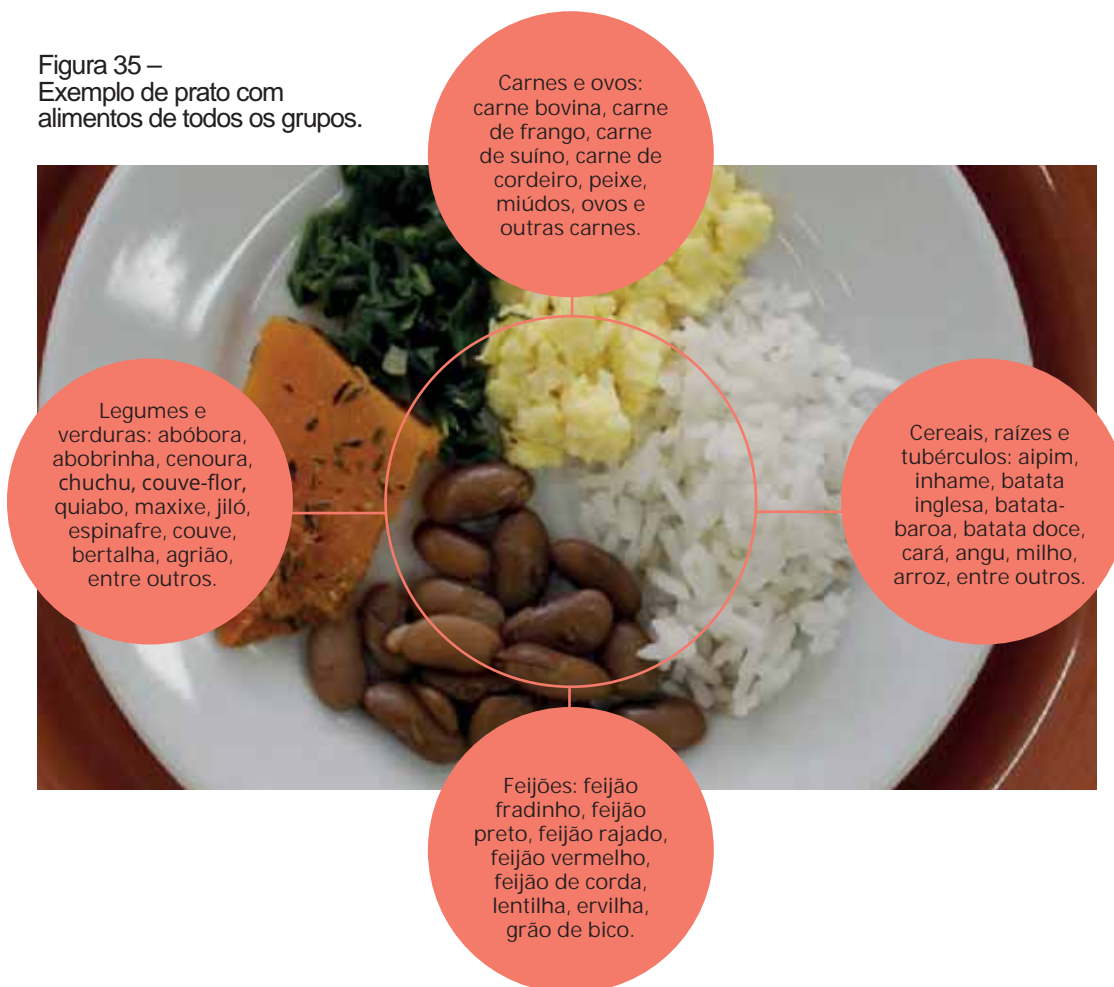 Figura 35 –
Exemplo de prato com
alimentos de todos os grupos.
Carnes e ovos:
carne bovina, carne
de frango, carne
de suíno, carne de
cordeiro, peixe,
miúdos, ovos e
outras carnes.
Legumes e
verduras: abóbora,
abobrinha, cenoura,
chuchu, couve-flor,
quiabo, maxixe, jiló,
espinafre, couve,
bertalha, agrião,
entre outros.
Cereais, raízes e
tubérculos: aipim,
inhame, batata
inglesa, batata-
baroa, batata doce,
cará, angu, milho,
arroz, entre outros.
Feijões: feijão
fradinho, feijão
preto, feijão rajado,
feijão vermelho,
feijão de corda,
lentilha, ervilha,
grão de bico.